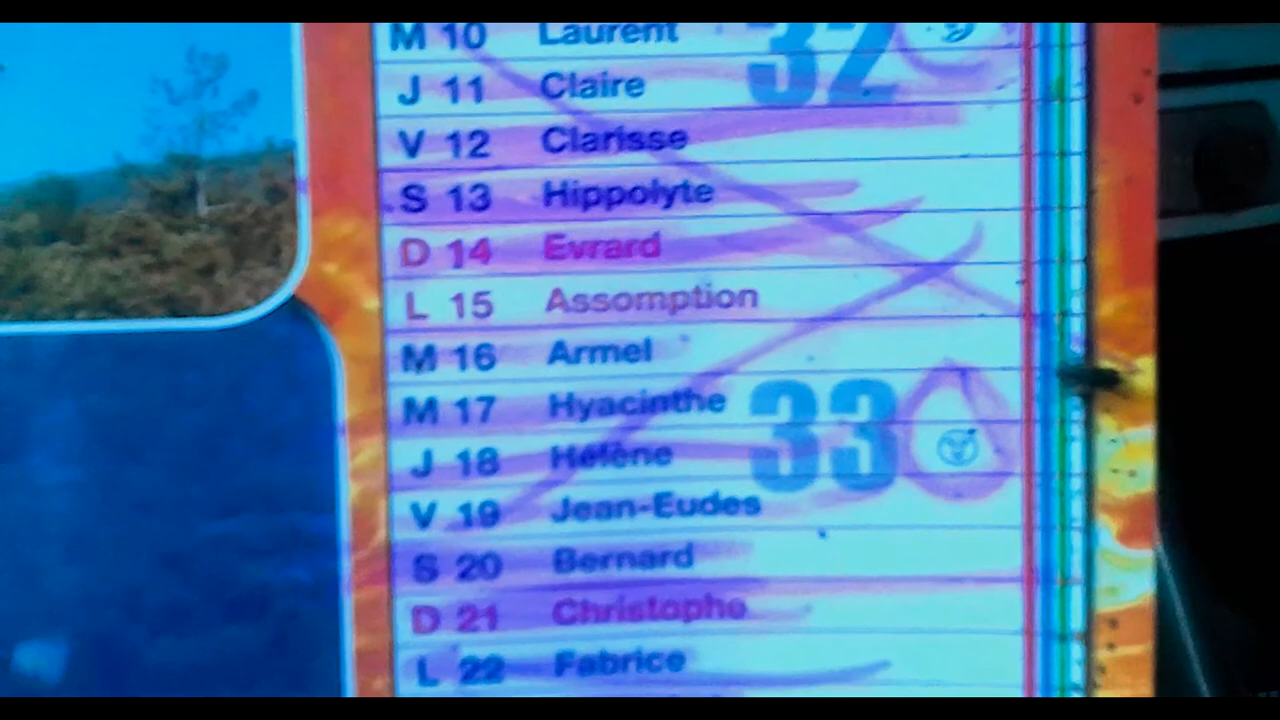 M 10 Laurent 32
J 11 Claire
V 12 Clarisse
S 13 Hippolyte
D 14 Evrard
L 15 Assomption
M 16 Armel
M 17 Hyacinthe 33
J 18 Hélène
V 19 Jean-Eudes
S 20 Bernard
D 21 Christophe
L 22 Fabrice